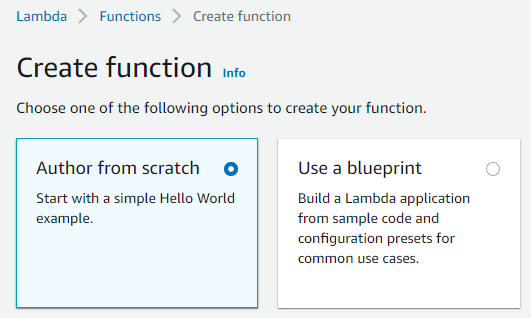 Lambda > Functions > Create function
Create function Info
Choose one of the following options to create your function.
Author from scratch
Start with a simple Hello World
example.
Use a blueprint
Build a Lambda application
from sample code and
configuration presets for
common use cases.